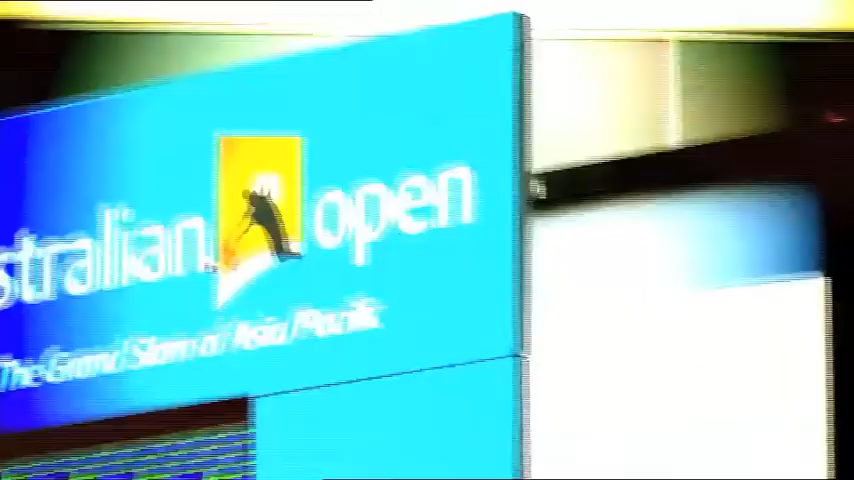 stralian open
The Grand Slam of Asia/Pacific